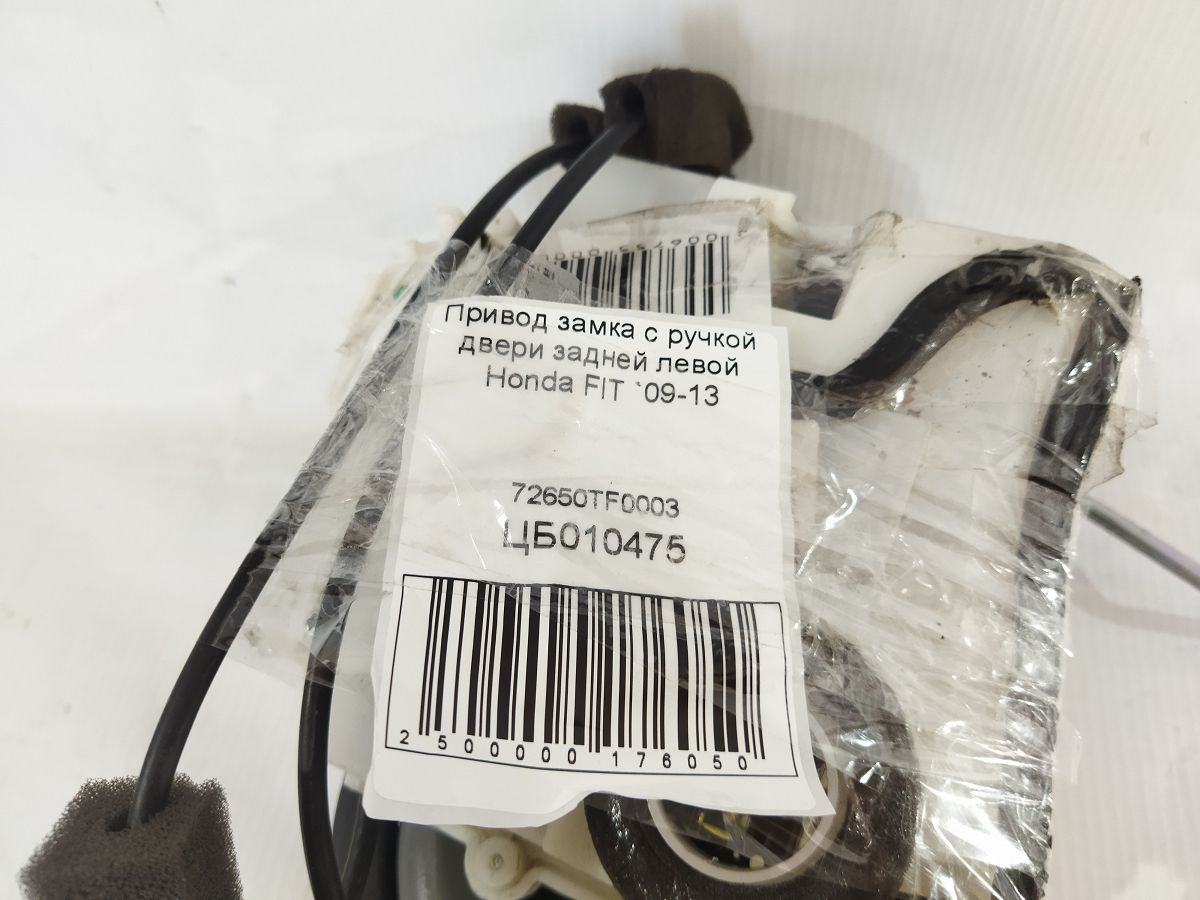 Привод замка с ручкой
двери задней левой
Honda FIT `09-13
72650TF0003
ЦБ010475
2 500000 176050